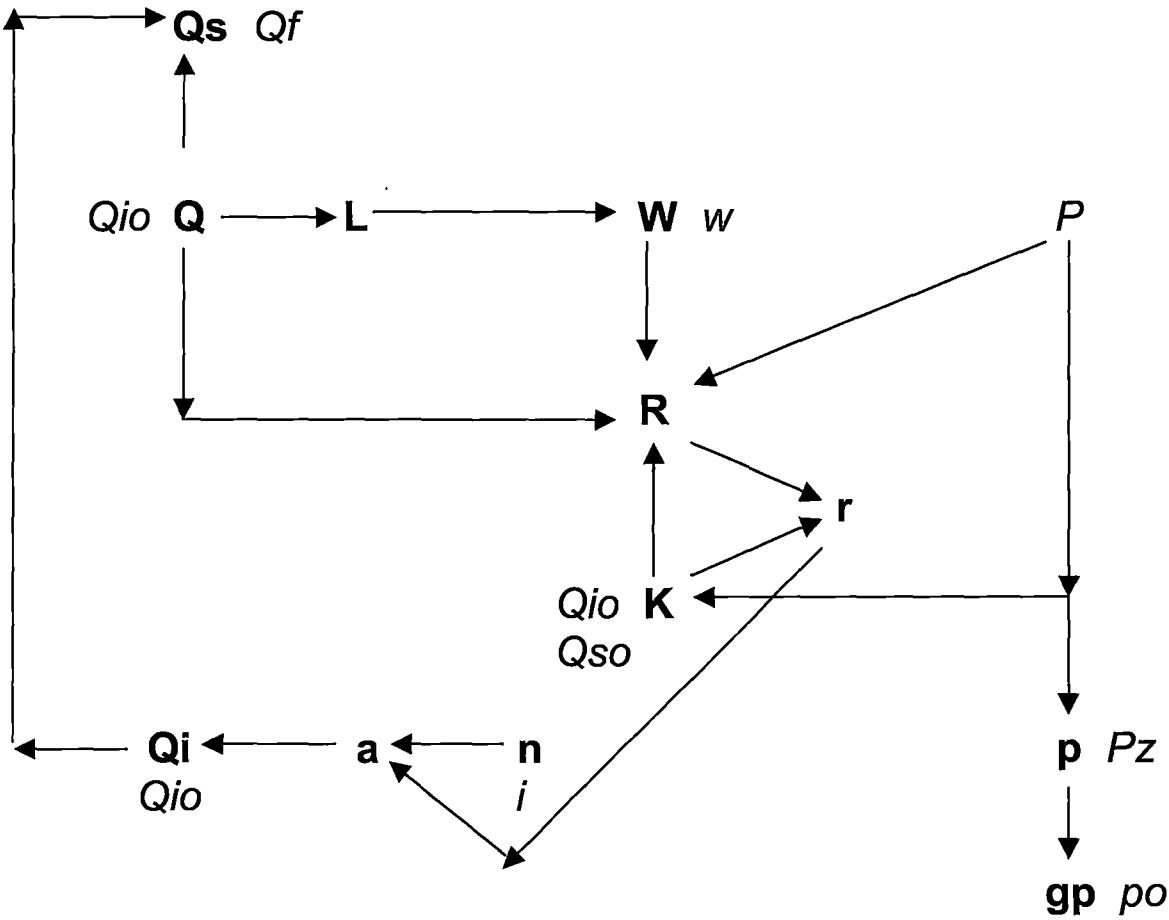 Qs Qf
Qio Q L W w P
R
r
Qio K
Qso
Qi a n p Pz
Qio i
gp po